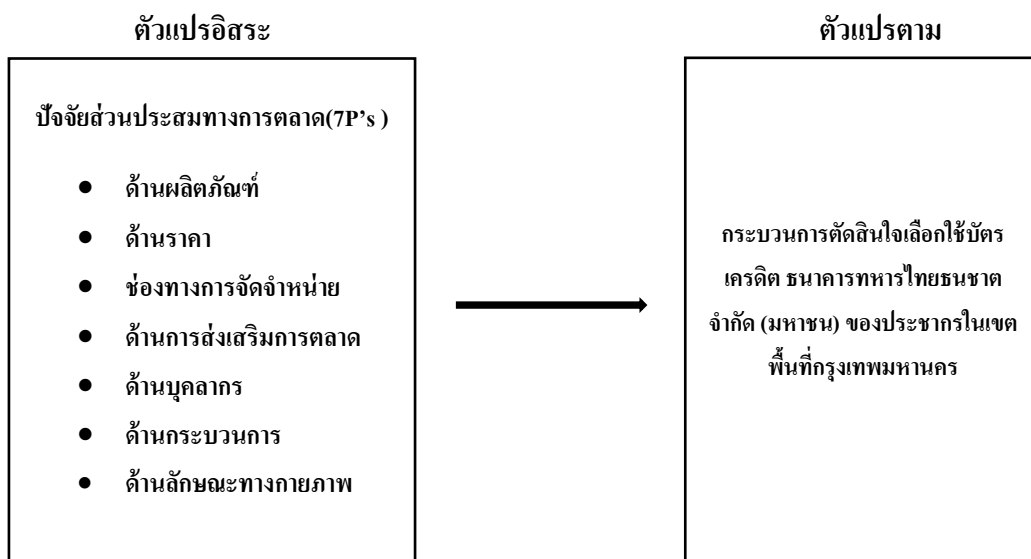 ตัวแปรอิสระ
ปัจจัยส่วนประสมทางการตลาด(7P’s )
● ด้านผลิตภัณฑ์
● ด้านราคา
● ช่องทางการจัดจำหน่าย
● ด้านการส่งเสริมการตลาด
● ด้านบุคลากร
● ด้านกระบวนการ
● ด้านลักษณะทางกายภาพ
ตัวแปรตาม
กระบวนการตัดสินใจเลือกใช้บัตร
เครดิต ธนาคารทหารไทยธนชาต
จำกัด (มหาชน) ของประชากรในเขต
พื้นที่กรุงเทพมหานคร